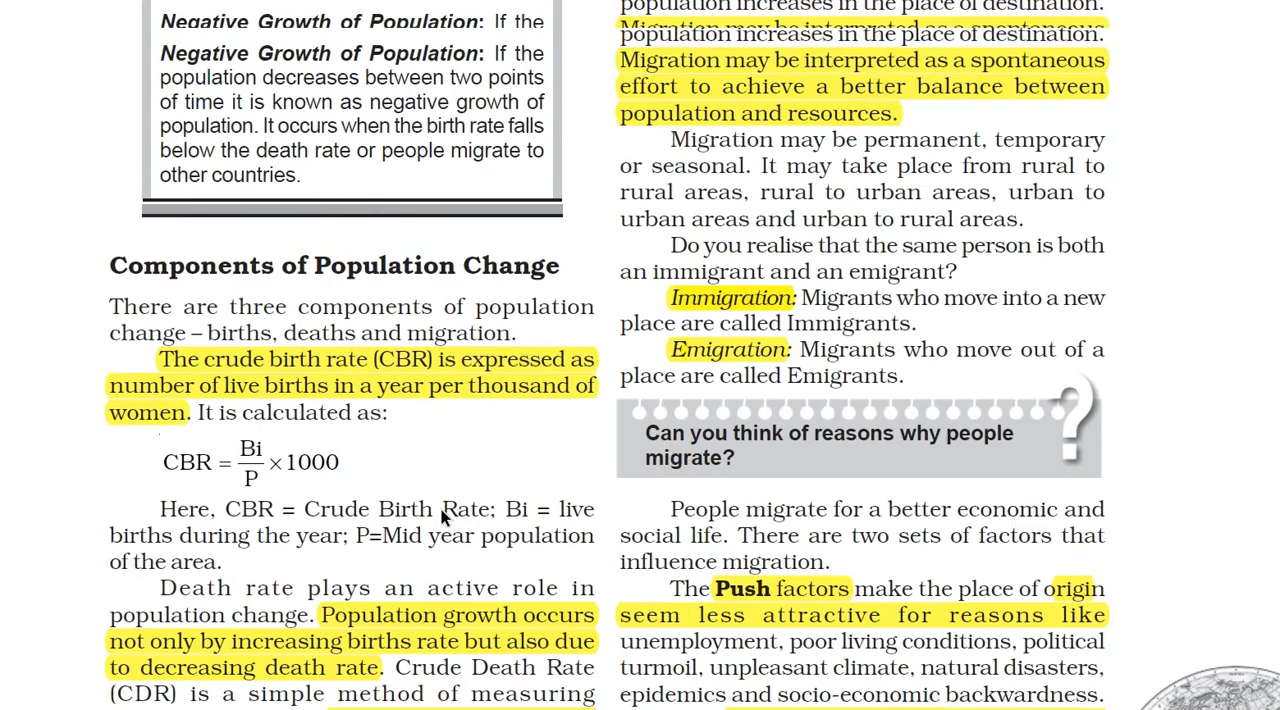 Negative Growth of Population: If the
Negative Growth of Population: If the
population decreases between two points
of time it is known as negative growth of
population. It occurs when the birth rate falls
below the death rate or people migrate to
other countries.
Components of Population Change
There are three components of population
change – births, deaths and migration.
The crude birth rate (CBR) is expressed as
number of live births in a year per thousand of
women. It is calculated as:
CBR = Bi/P ×1000
Here, CBR = Crude Birth Rate; Bi = live
births during the year; P=Mid year population
of the area.
Death rate plays an active role in
population change. Population growth occurs
not only by increasing births rate but also due
to decreasing death rate. Crude Death Rate
(CDR) is a simple method of measuring
population increases in the place of destination.
Migration may be interpreted as a spontaneous
population increases in the place of destination.
Migration may be interpreted as a spontaneous
effort to achieve a better balance between
population and resources.
Migration may be permanent, temporary
or seasonal. It may take place from rural to
rural areas, rural to urban areas, urban to
urban areas and urban to rural areas.
Do you realise that the same person is both
an immigrant and an emigrant?
Immigration: Migrants who move into a new
place are called Immigrants.
Emigration: Migrants who move out of a
place are called Emigrants.
Can you think of reasons why people
migrate?
?
People migrate for a better economic and
social life. There are two sets of factors that
influence migration.
The Push factors make the place of origin
seem less attractive for reasons like
unemployment, poor living conditions, political
turmoil, unpleasant climate, natural disasters,
epidemics and socio-economic backwardness.